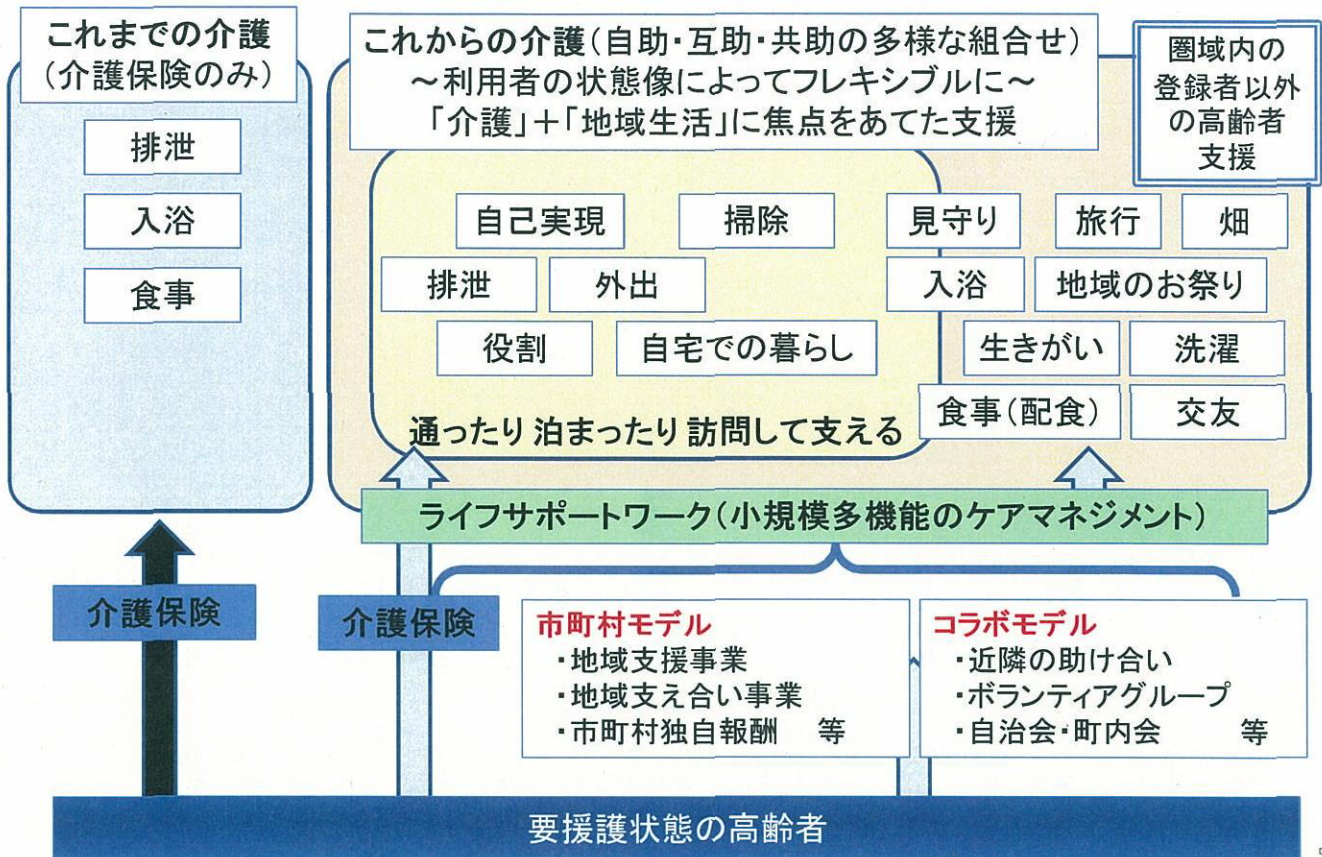 これまでの介護
(介護保険のみ)
排泄
入浴
食事
介護保険
これからの介護(自助・互助・共助の多様な組合せ)
～利用者の状態像によってフレキシブルに～
「介護」＋「地域生活」に焦点をあてた支援
圏域内の
登録者以外
の高齢者
支援
自己実現
掃除
見守り
旅行
畑
排泄
外出
入浴
地域のお祭り
役割
自宅での暮らし
生きがい
洗濯
食事(配食)
交友
通ったり 泊まったり 訪問して支える
ライフサポートワーク(小規模多機能のケアマネジメント)
介護保険
市町村モデル
・地域支援事業
・地域支え合い事業
・市町村独自報酬 等
コラボモデル
・近隣の助け合い
・ボランティアグループ
・自治会・町内会 等
要援護状態の高齢者